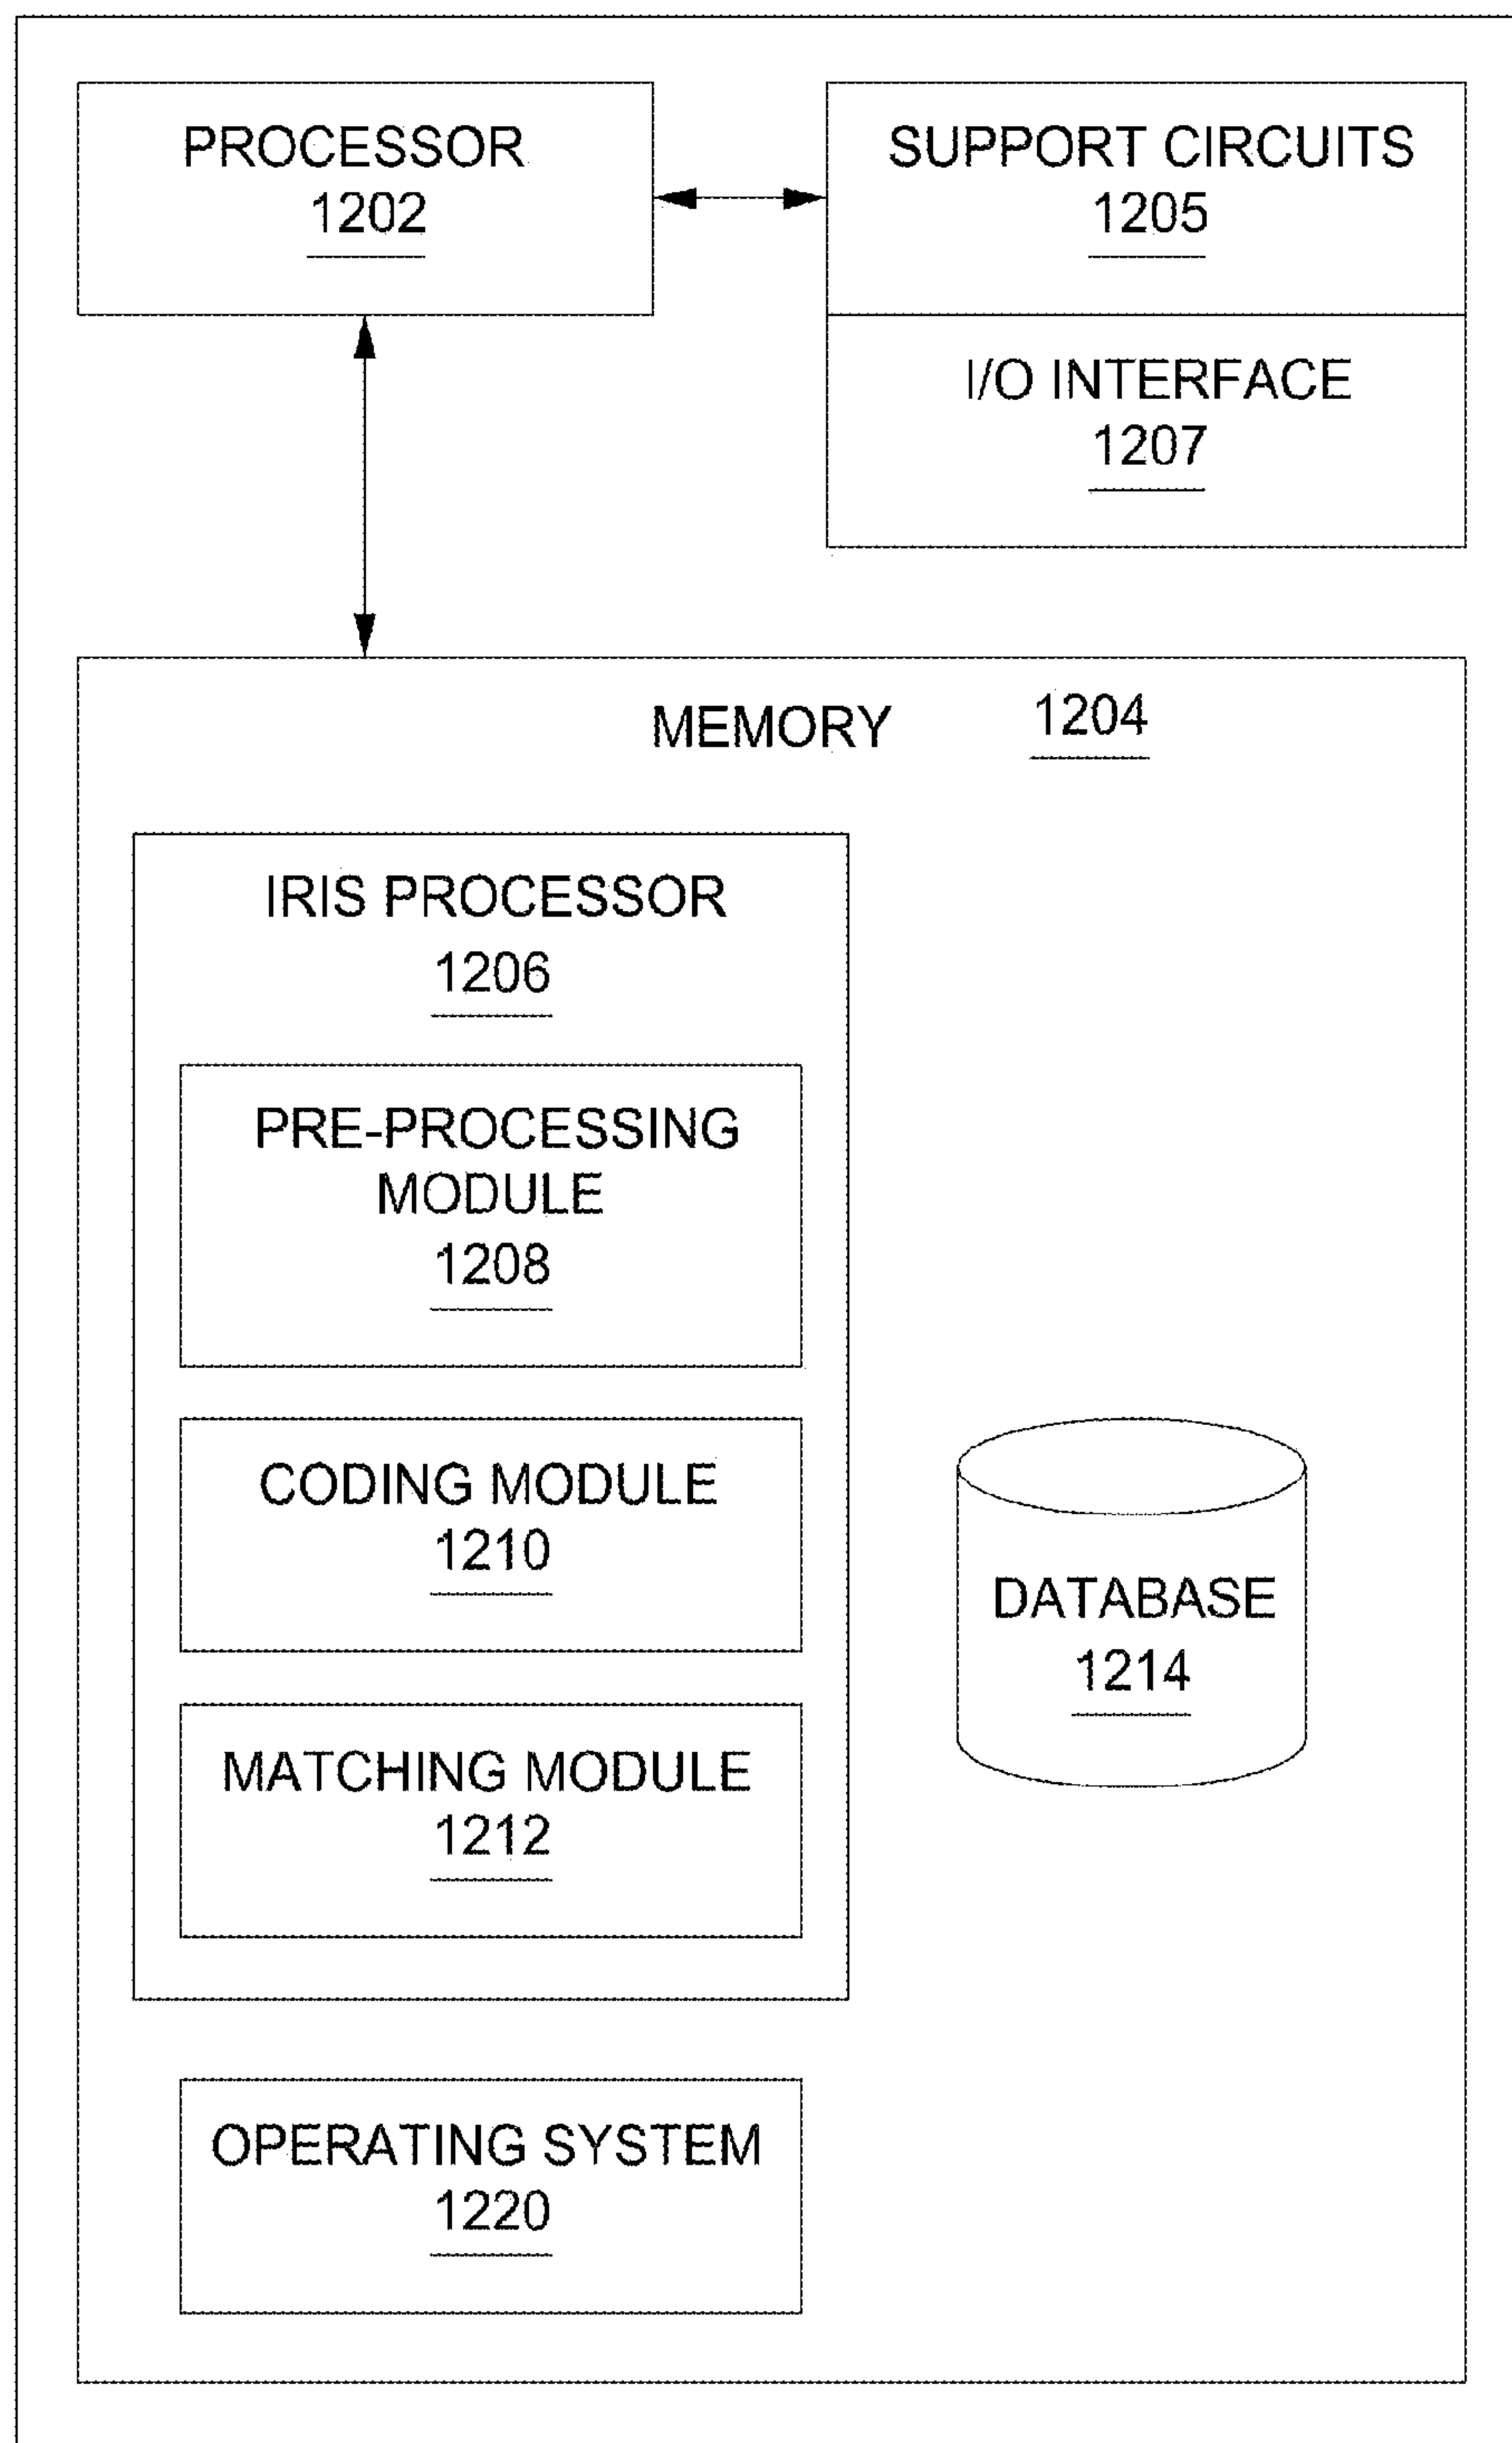 PROCESSOR
1202
SUPPORT CIRCUITS
1205
I/O INTERFACE
1207
MEMORY 1204
IRIS PROCESSOR
1206
PRE-PROCESSING
MODULE
1208
CODING MODULE
1210
MATCHING MODULE
1212
DATABASE
1214
OPERATING SYSTEM
1220